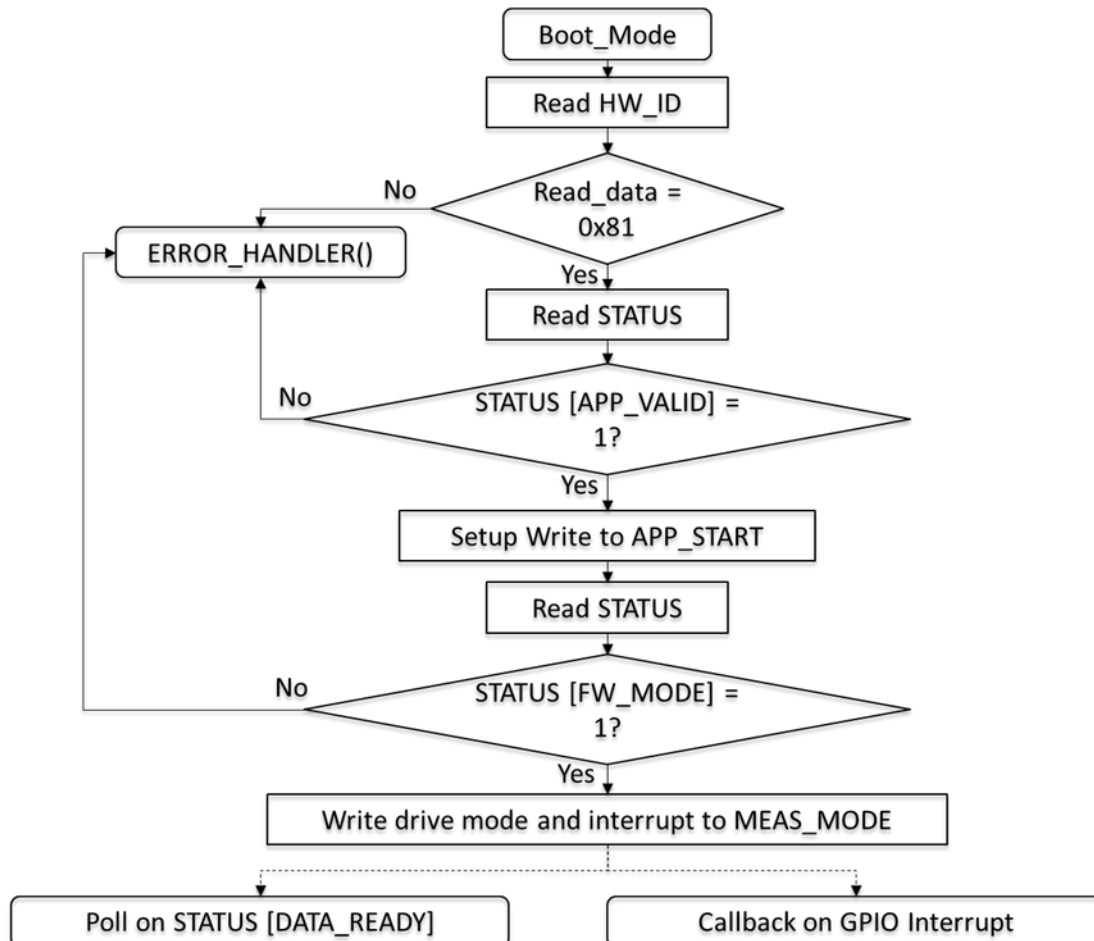 Boot_Mode
Read HW_ID
No
Read_data =
0x81
ERROR_HANDLER()
Yes
Read STATUS
No
STATUS [APP_VALID] =
1?
Yes
Setup Write to APP_START
Read STATUS
No
STATUS [FW_MODE] =
1?
Yes
Write drive mode and interrupt to MEAS_MODE
Poll on STATUS [DATA_READY]
Callback on GPIO Interrupt